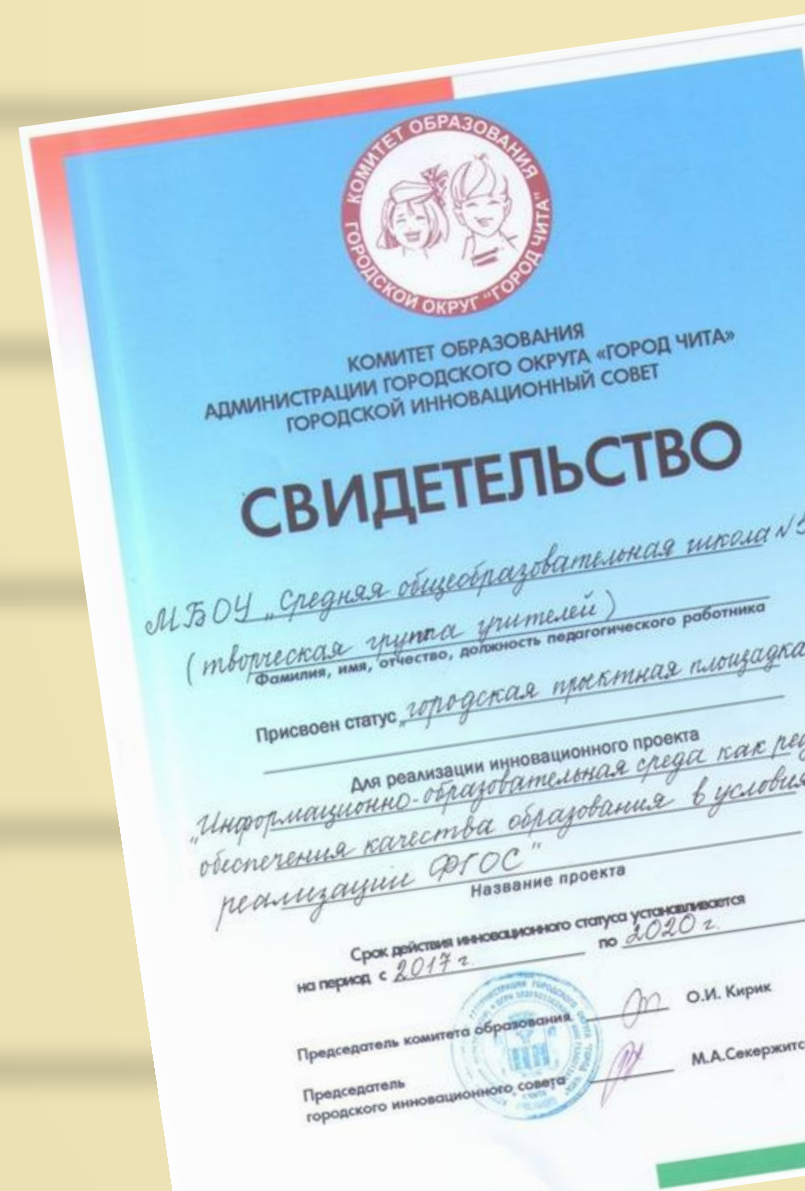 КОМИТЕТ ОБРАЗОВАНИЯ
ГОРОДСКОЙ ОКРУГ "ГОРОД ЧИТА"
КОМИТЕТ ОБРАЗОВАНИЯ
АДМИНИСТРАЦИИ ГОРОДСКОГО ОКРУГА «ГОРОД ЧИТА»
ГОРОДСКОЙ ИННОВАЦИОННЫЙ СОВЕТ
СВИДЕТЕЛЬСТВО
МБОУ „Средняя общеобразовательная школа №
(творческая группа учителей)
Фамилия, имя, отчество, должность педагогического работника
Присвоен статус „городская проектная площадка
Для реализации инновационного проекта
„Информационно-образовательная среда как
обеспечения качества образования в
реализации ФГОС"
Название проекта
Срок действия инновационного статуса устанавливается
на период с 2017 г. по 2020 г.
Председатель комитета образования О.И. Кирик
Председатель
городского инновационного совета М.А.